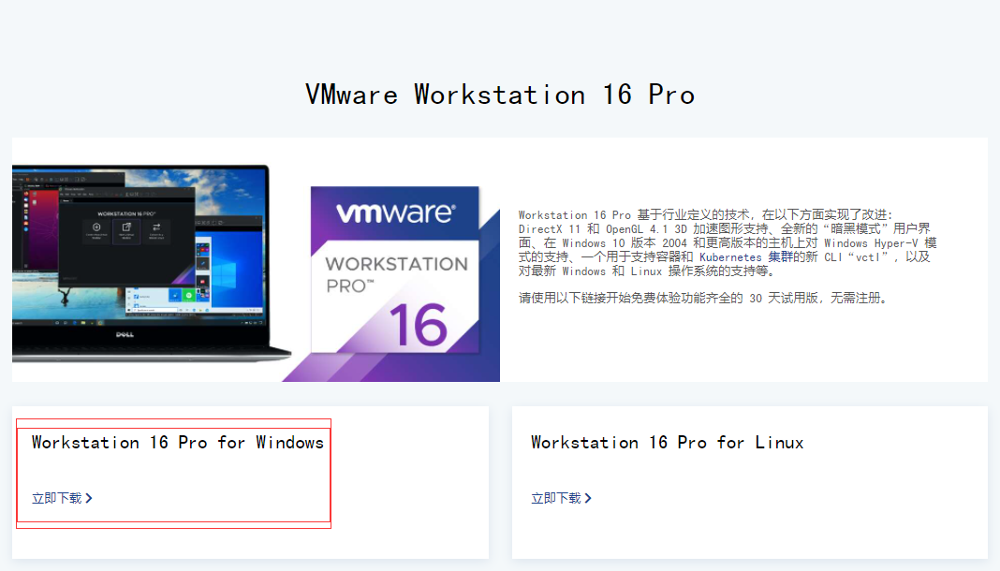 VMware Workstation 16 Pro
WORKSTATION 16 PRO™
DELL
vmware®
WORKSTATION
PRO™
16
Workstation 16 Pro 基于行业定义的技术，在以下方面实现了改进：
DirectX 11 和 OpenGL 4.1 3D 加速图形支持、全新的“暗黑模式”用户界
面、在 Windows 10 版本 2004 和更高版本的主机上对 Windows Hyper-V 模
式的支持、一个用于支持容器和 Kubernetes 集群的新 CLI“vctl”，以及
对最新 Windows 和 Linux 操作系统的支持等。
请使用以下链接开始免费体验功能齐全的 30 天试用版，无需注册。
Workstation 16 Pro for Windows
立即下载
Workstation 16 Pro for Linux
立即下载